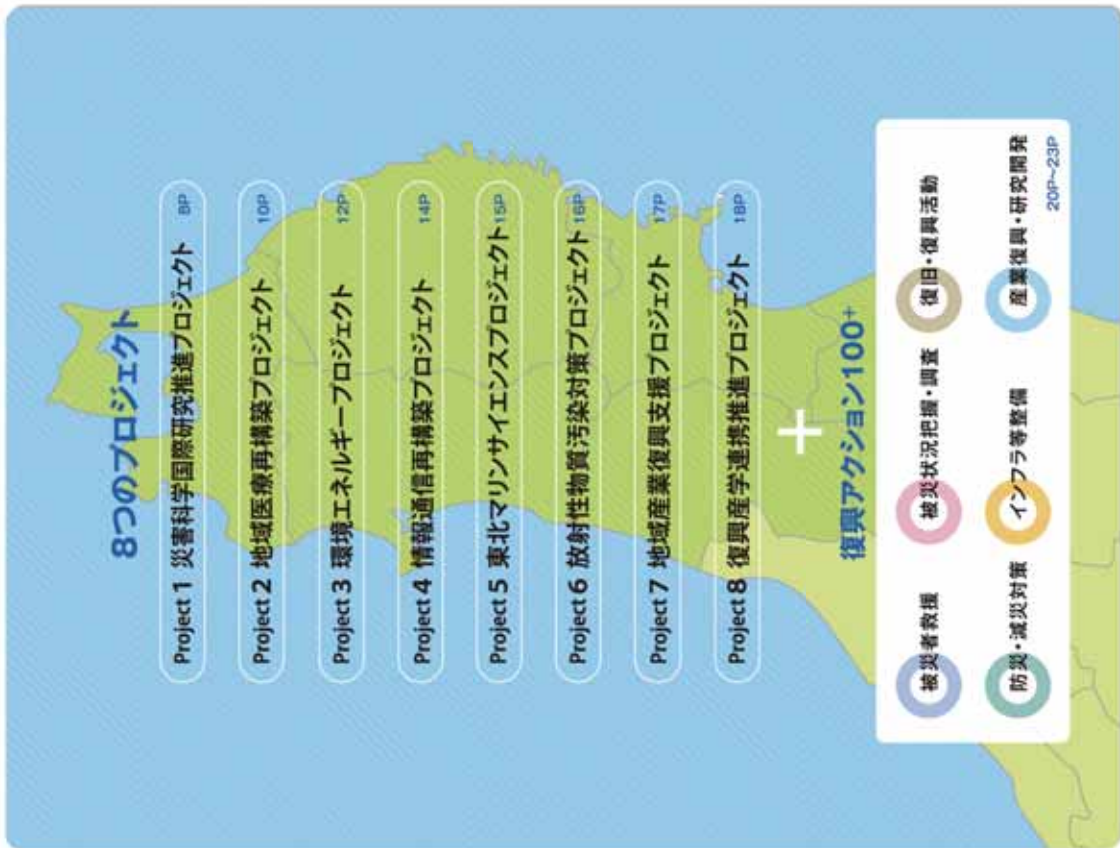 8つのプロジェクト
Project 1 災害科学国際研究推進プロジェクト 8P
Project 2 地域医療再構築プロジェクト 10P
Project 3 環境エネルギープロジェクト 12P
Project 4 情報通信再構築プロジェクト 14P
Project 5 東北マリンサイエンスプロジェクト 15P
Project 6 放射性物質汚染対策プロジェクト 16P
Project 7 地域産業復興支援プロジェクト 17P
Project 8 復興産学連携推進プロジェクト 18P
+
復興アクション100+
被災者救援 被災状況把握・調査 復旧・復興活動
防災・減災対策 インフラ等整備 産業復興・研究開発
20P~23P